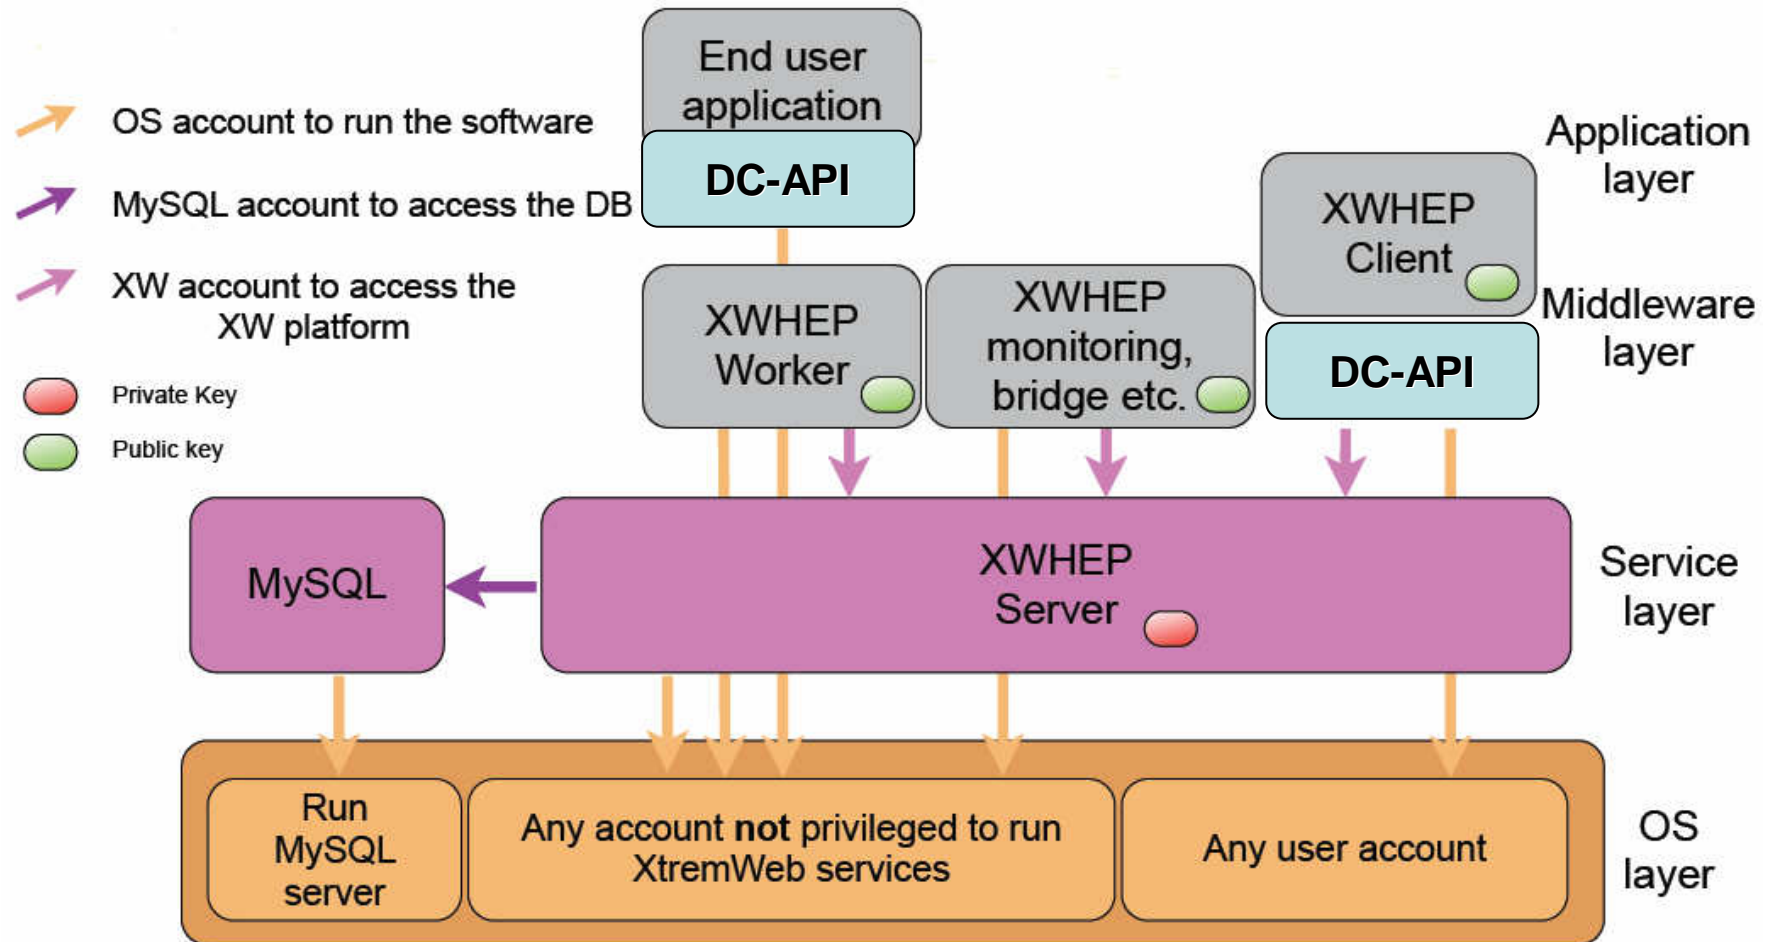 End user
application
DC-API
OS account to run the software
MySQL account to access the DB
XW account to access the
XW platform
Private Key
Public key
Application
layer
XWHEP
Client
XWHEP
Worker
XWHEP
monitoring,
bridge etc.
DC-API
Middleware
layer
MySQL
XWHEP
Server
Service
layer
Run
MySQL
server
Any account not privileged to run
XtremWeb services
Any user account
OS
layer